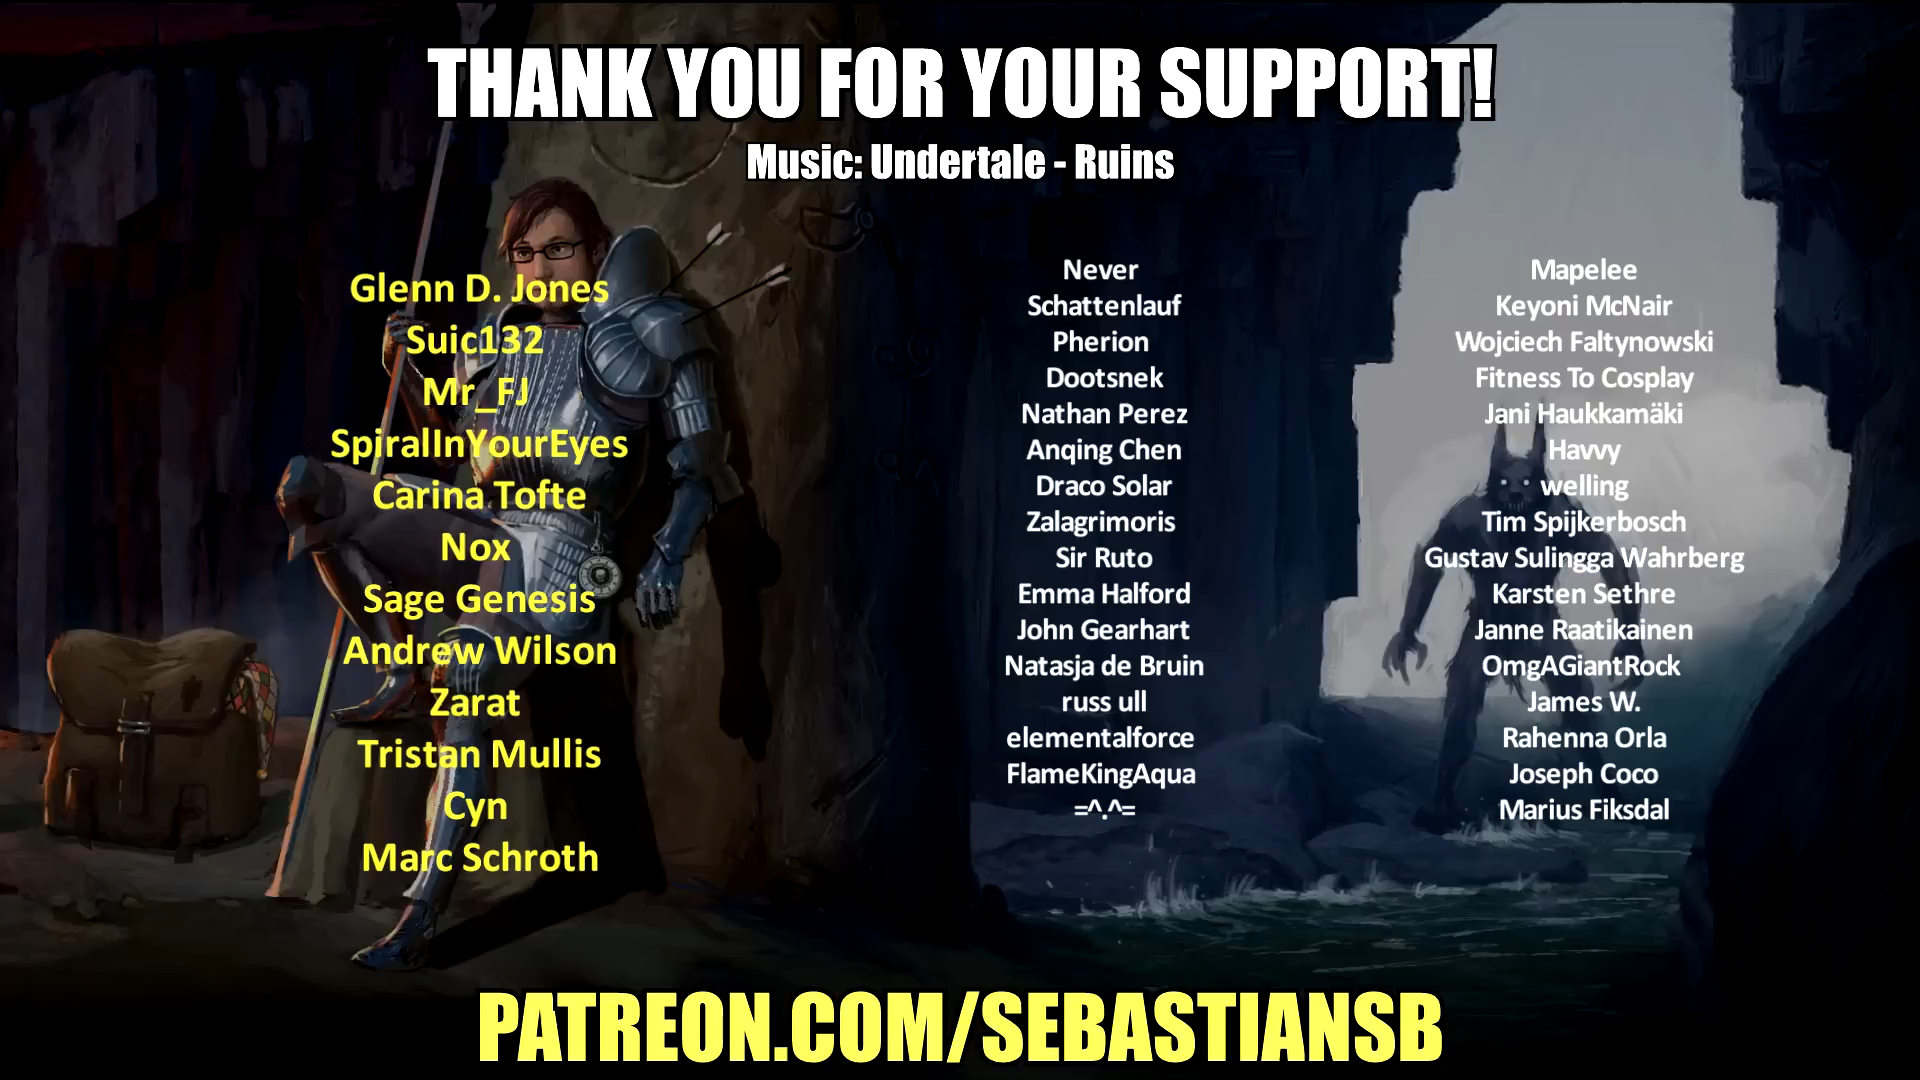 THANK YOU FOR YOUR SUPPORT!
Music: Undertale - Ruins
Glenn D. Jones
Suic132
Mr_FJ
SpiralInYourEyes
Carina Tofte
Nox
Sage Genesis
Andrew Wilson
Zarat
Tristan Mullis
Cyn
Marc Schroth
Never
Schattenlauf
Pherion
Dootsnek
Nathan Perez
Anqing Chen
Draco Solar
Zalagrimoris
Sir Ruto
Emma Halford
John Gearhart
Natasja de Bruin
russ ull
elementalforce
FlameKingAqua
=^.^=
Mapelee
Keyoni McNair
Wojciech Faltynowski
Fitness To Cosplay
Jani Haukkamäki
Havvy
welling
Tim Spijkerbosch
Gustav Sulingga Wahrberg
Karsten Sethre
Janne Raatikainen
OmgAGiantRock
James W.
Rahenna Orla
Joseph Coco
Marius Fiksdal
PATREON.COM/SEBASTIANSB